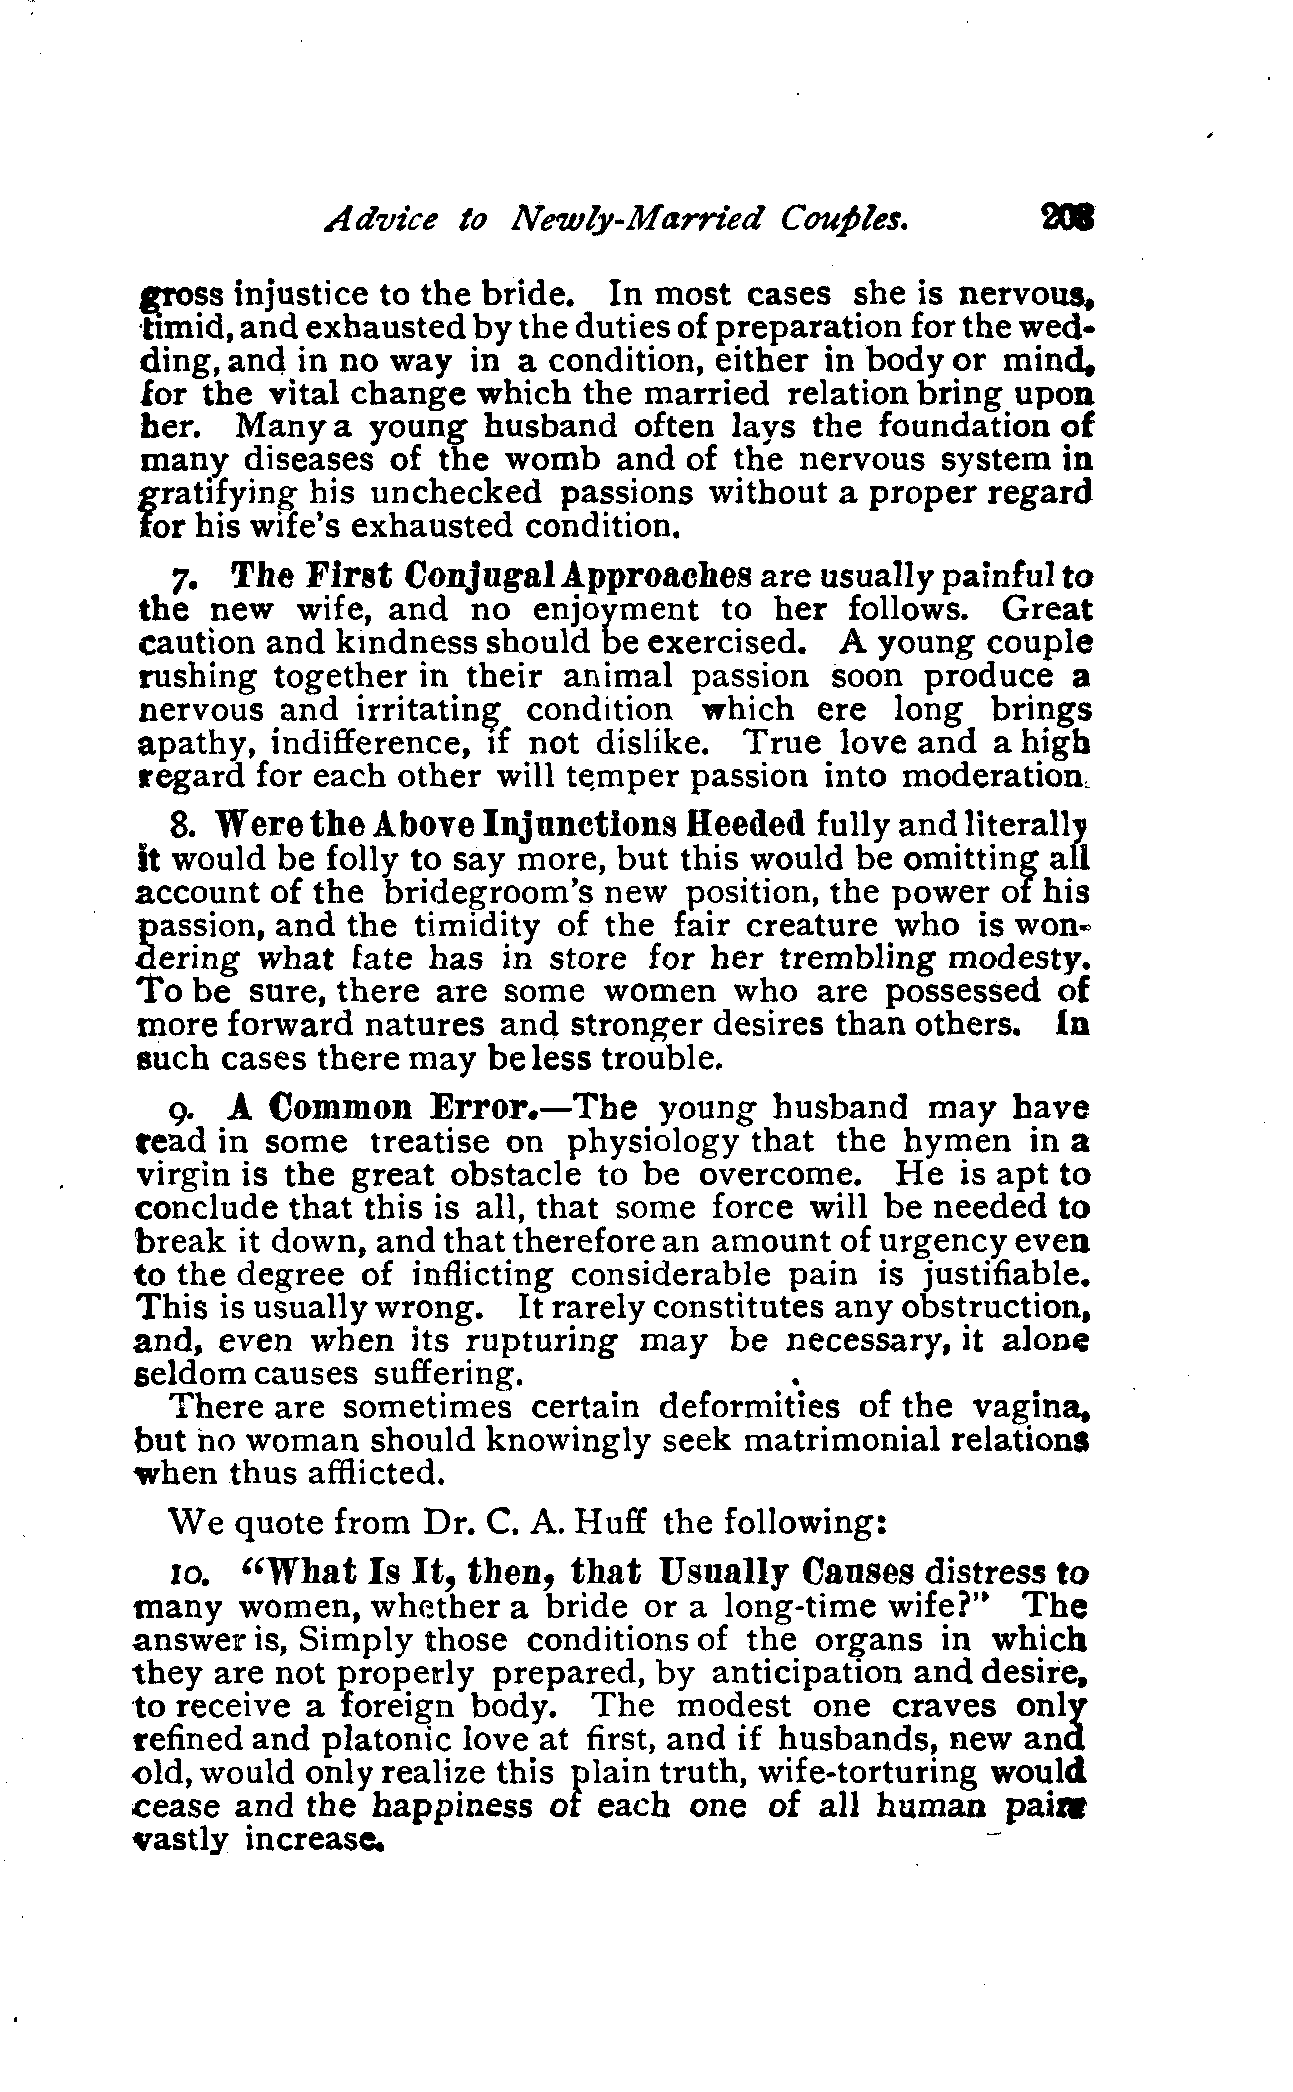 Advice to Newly-Married Couples. 203
gross injustice to the bride. In most cases she is nervous,
timid, and exhausted by the duties of preparation for the wed-
ding, and in no way in a condition, either in body or mind,
for the vital change which the married relation bring upon
her. Many a young husband often lays the foundation of
many diseases of the womb and of the nervous system in
gratifying his unchecked passions without a proper regard
for his wife's exhausted condition.
7. The First Conjugal Approaches are usually painful to
the new wife, and no enjoyment to her follows. Great
caution and kindness should be exercised. A young couple
rushing together in their animal passion soon produce a
nervous and irritating condition which ere long brings
apathy, indifference, if not dislike. True love and a high
regard for each other will temper passion into moderation.
8. Were the Above Injunctions Heeded fully and literally
it would be folly to say more, but this would be omitting all
account of the bridegroom's new position, the power of his
passion, and the timidity of the fair creature who is won-
dering what fate has in store for her trembling modesty.
To be sure, there are some women who are possessed of
more forward natures and stronger desires than others. In
such cases there may be less trouble.
9. A Common Error.—The young husband may have
read in some treatise on physiology that the hymen in a
virgin is the great obstacle to be overcome. He is apt to
conclude that this is all, that some force will be needed to
break it down, and that therefore an amount of urgency even
to the degree of inflicting considerable pain is justifiable.
This is usually wrong. It rarely constitutes any obstruction,
and, even when its rupturing may be necessary, it alone
seldom causes suffering.
There are sometimes certain deformities of the vagina,
but no woman should knowingly seek matrimonial relations
when thus afflicted.
We quote from Dr. C. A. Huff the following:
10. "What Is It, then, that Usually Causes distress to
many women, whether a bride or a long-time wife?" The
answer is, Simply those conditions of the organs in which
they are not properly prepared, by anticipation and desire,
to receive a foreign body. The modest one craves only
refined and platonic love at first, and if husbands, new and
old, would only realize this plain truth, wife-torturing would
cease and the happiness of each one of all human pairs
vastly increase.